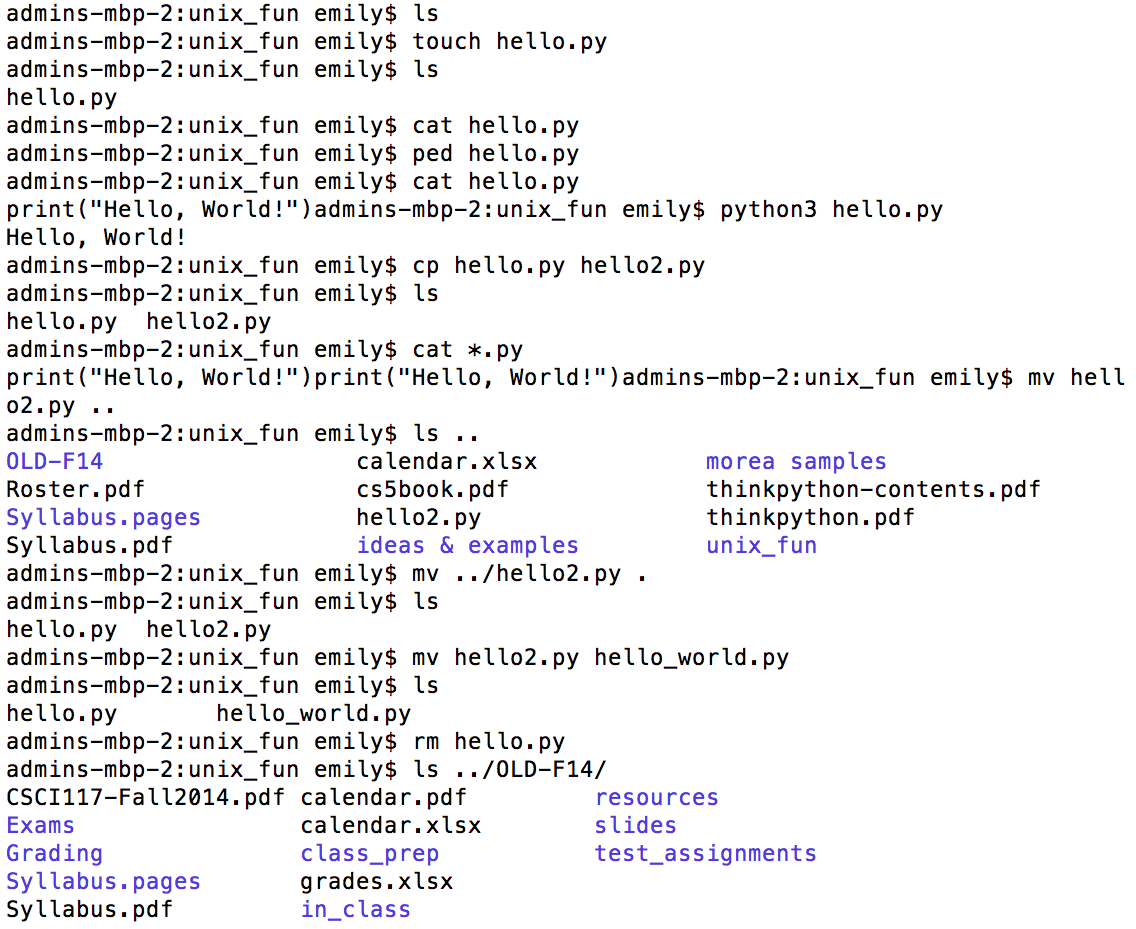 admins-mbp-2:unix_fun emily$ ls
admins-mbp-2:unix_fun emily$ touch hello.py
admins-mbp-2:unix_fun emily$ ls
hello.py
admins-mbp-2:unix_fun emily$ cat hello.py
admins-mbp-2:unix_fun emily$ ped hello.py
admins-mbp-2:unix_fun emily$ cat hello.py
print("Hello, World!")admins-mbp-2:unix_fun emily$ python3 hello.py
Hello, World!
admins-mbp-2:unix_fun emily$ cp hello.py hello2.py
admins-mbp-2:unix_fun emily$ ls
hello.py  hello2.py
admins-mbp-2:unix_fun emily$ cat *.py
print("Hello, World!")print("Hello, World!")admins-mbp-2:unix_fun emily$ mv hell
o2.py ..
admins-mbp-2:unix_fun emily$ ls ..
OLD-F14                  calendar.xlsx            morea samples
Roster.pdf               cs5book.pdf              thinkpython-contents.pdf
Syllabus.pages           hello2.py                thinkpython.pdf
Syllabus.pdf             ideas & examples         unix_fun
admins-mbp-2:unix_fun emily$ mv ../hello2.py .
admins-mbp-2:unix_fun emily$ ls
hello.py  hello2.py
admins-mbp-2:unix_fun emily$ mv hello2.py hello_world.py
admins-mbp-2:unix_fun emily$ ls
hello.py       hello_world.py
admins-mbp-2:unix_fun emily$ rm hello.py
admins-mbp-2:unix_fun emily$ ls ../OLD-F14/
CSCI117-Fall2014.pdf calendar.pdf         resources
Exams                calendar.xlsx        slides
Grading              class_prep           test_assignments
Syllabus.pages       grades.xlsx
Syllabus.pdf         in_class